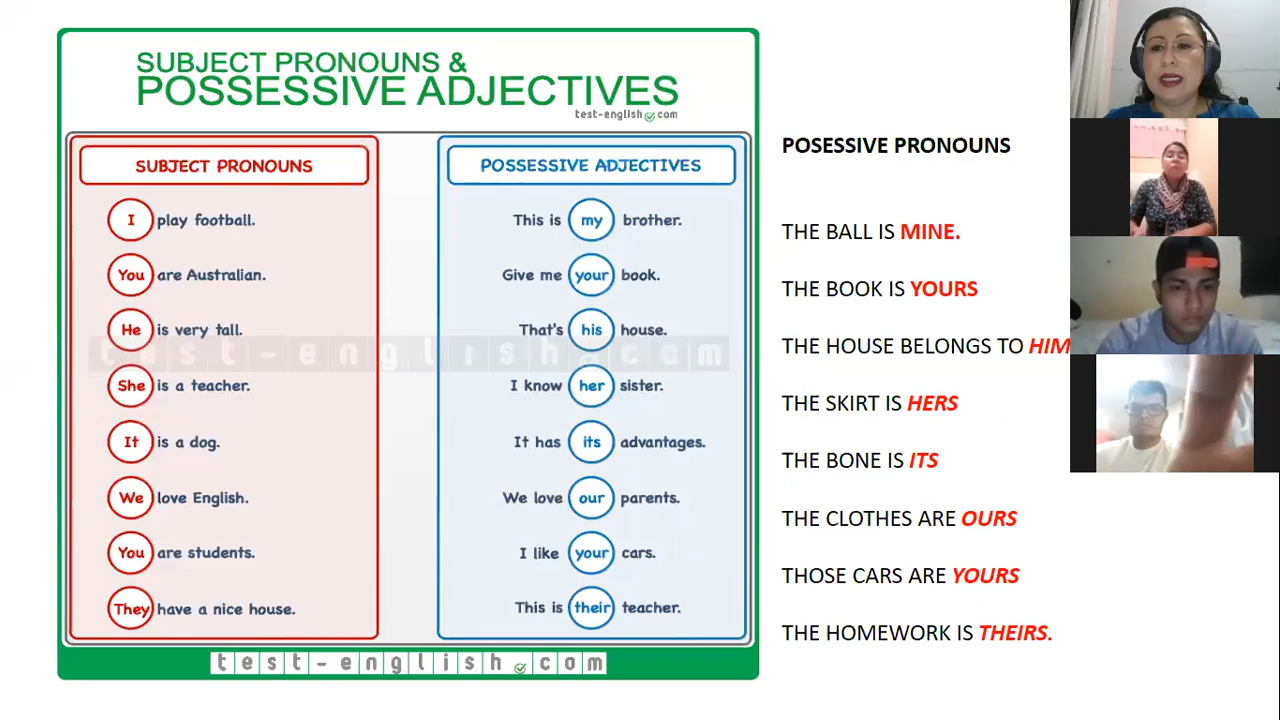 SUBJECT PRONOUNS &
POSSESSIVE ADJECTIVES
test-english.com
SUBJECT PRONOUNS
I play football.
You are Australian.
He is very tall.
She is a teacher.
It is a dog.
We love English.
You are students.
They have a nice house.
POSSESSIVE ADJECTIVES
This is my brother.
Give me your book.
That's his house.
I know her sister.
It has its advantages.
We love our parents.
I like your cars.
This is their teacher.
test-english.com
test-english.com
POSESSIVE PRONOUNS
THE BALL IS MINE.
THE BOOK IS YOURS
THE HOUSE BELONGS TO HIM
THE SKIRT IS HERS
THE BONE IS ITS
THE CLOTHES ARE OURS
THOSE CARS ARE YOURS
THE HOMEWORK IS THEIRS.